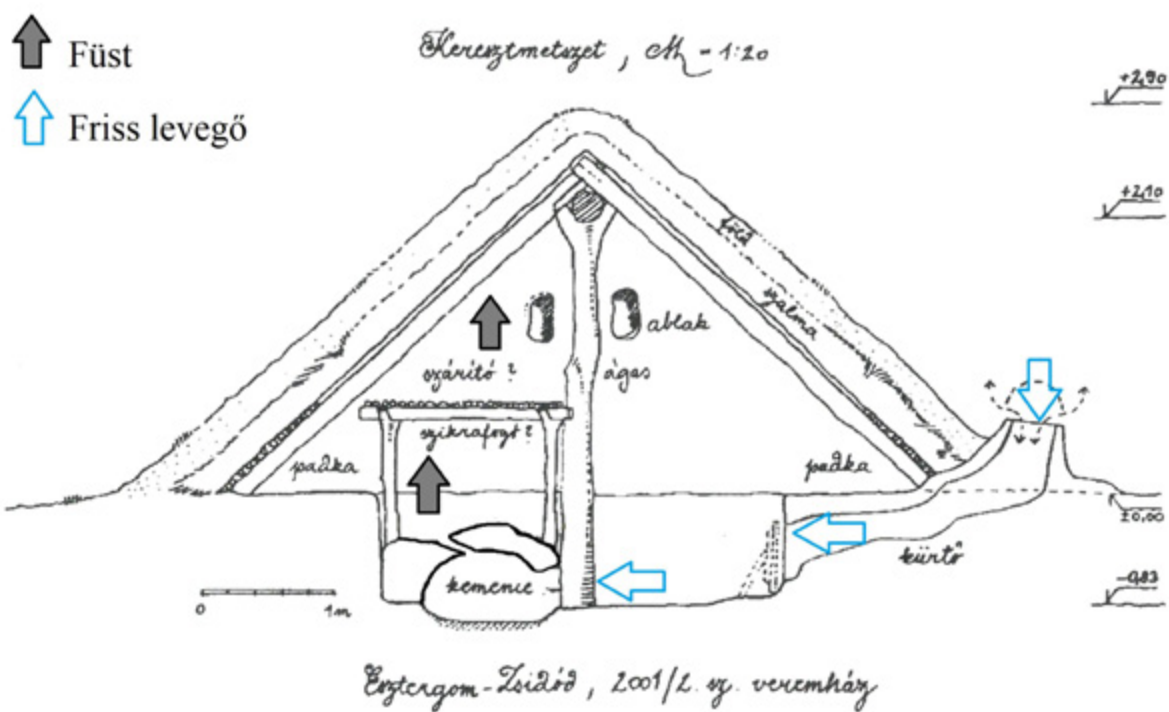 Füst
Friss levegő
Keresztmetszet, M = 1:20
+2,90
+2,10
föld
szalma
ablak
szárító?
ágas
szikrafogó?
padka
padka
±0,00
kürtő
kemence
-0,83
0 1m
Esztergom-Zsidód, 2001/2. sz. veremház